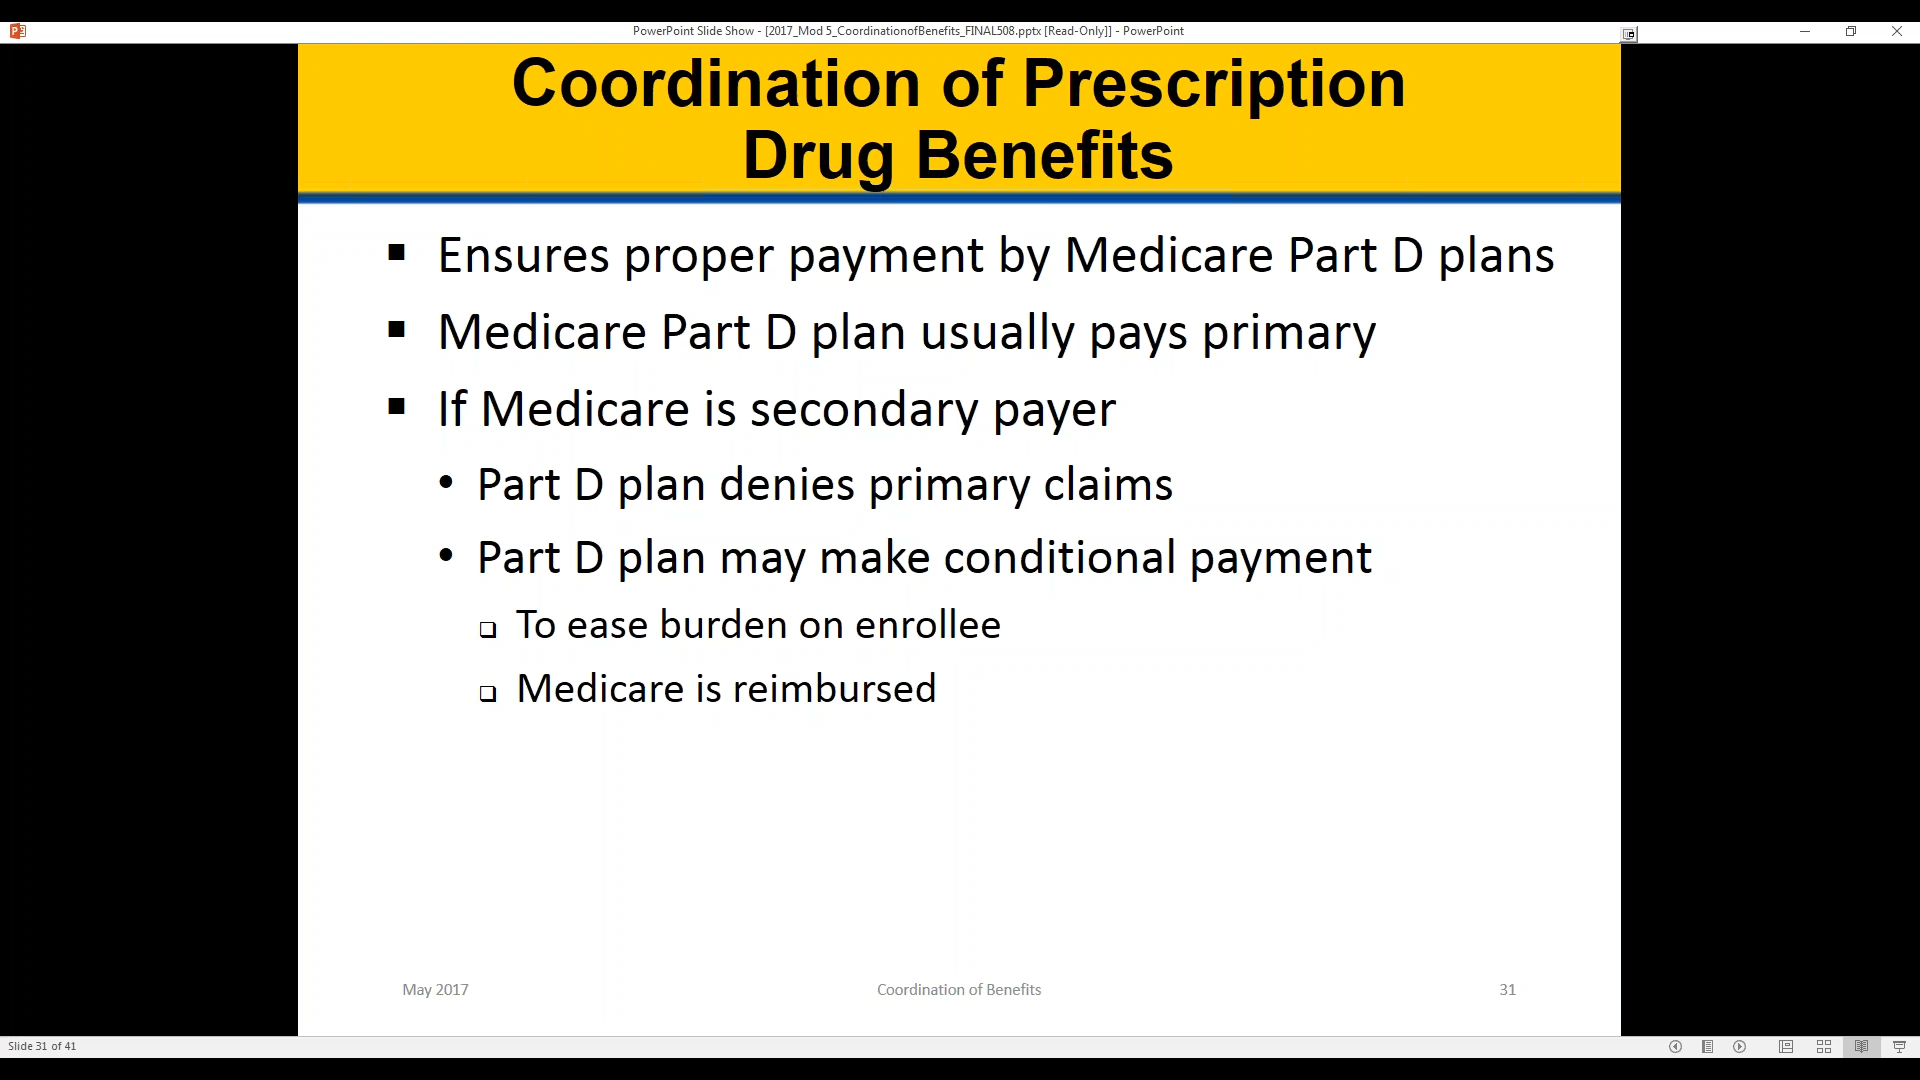 PowerPoint Slide Show - [2017_Mod 5_CoordinationofBenefits_FINAL508.pptx [Read-Only]] - PowerPoint
Coordination of Prescription
Drug Benefits
▪ Ensures proper payment by Medicare Part D plans
▪ Medicare Part D plan usually pays primary
▪ If Medicare is secondary payer
• Part D plan denies primary claims
• Part D plan may make conditional payment
❑ To ease burden on enrollee
❑ Medicare is reimbursed
May 2017 Coordination of Benefits 31
Slide 31 of 41